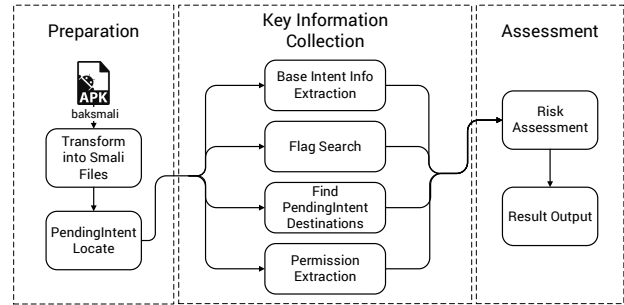 Preparation
APK
baksmali
Transform
into Smali
Files
PendingIntent
Locate
Key Information
Collection
Base Intent Info
Extraction
Flag Search
Find
PendingIntent
Destinations
Permission
Extraction
Assessment
Risk
Assessment
Result Output